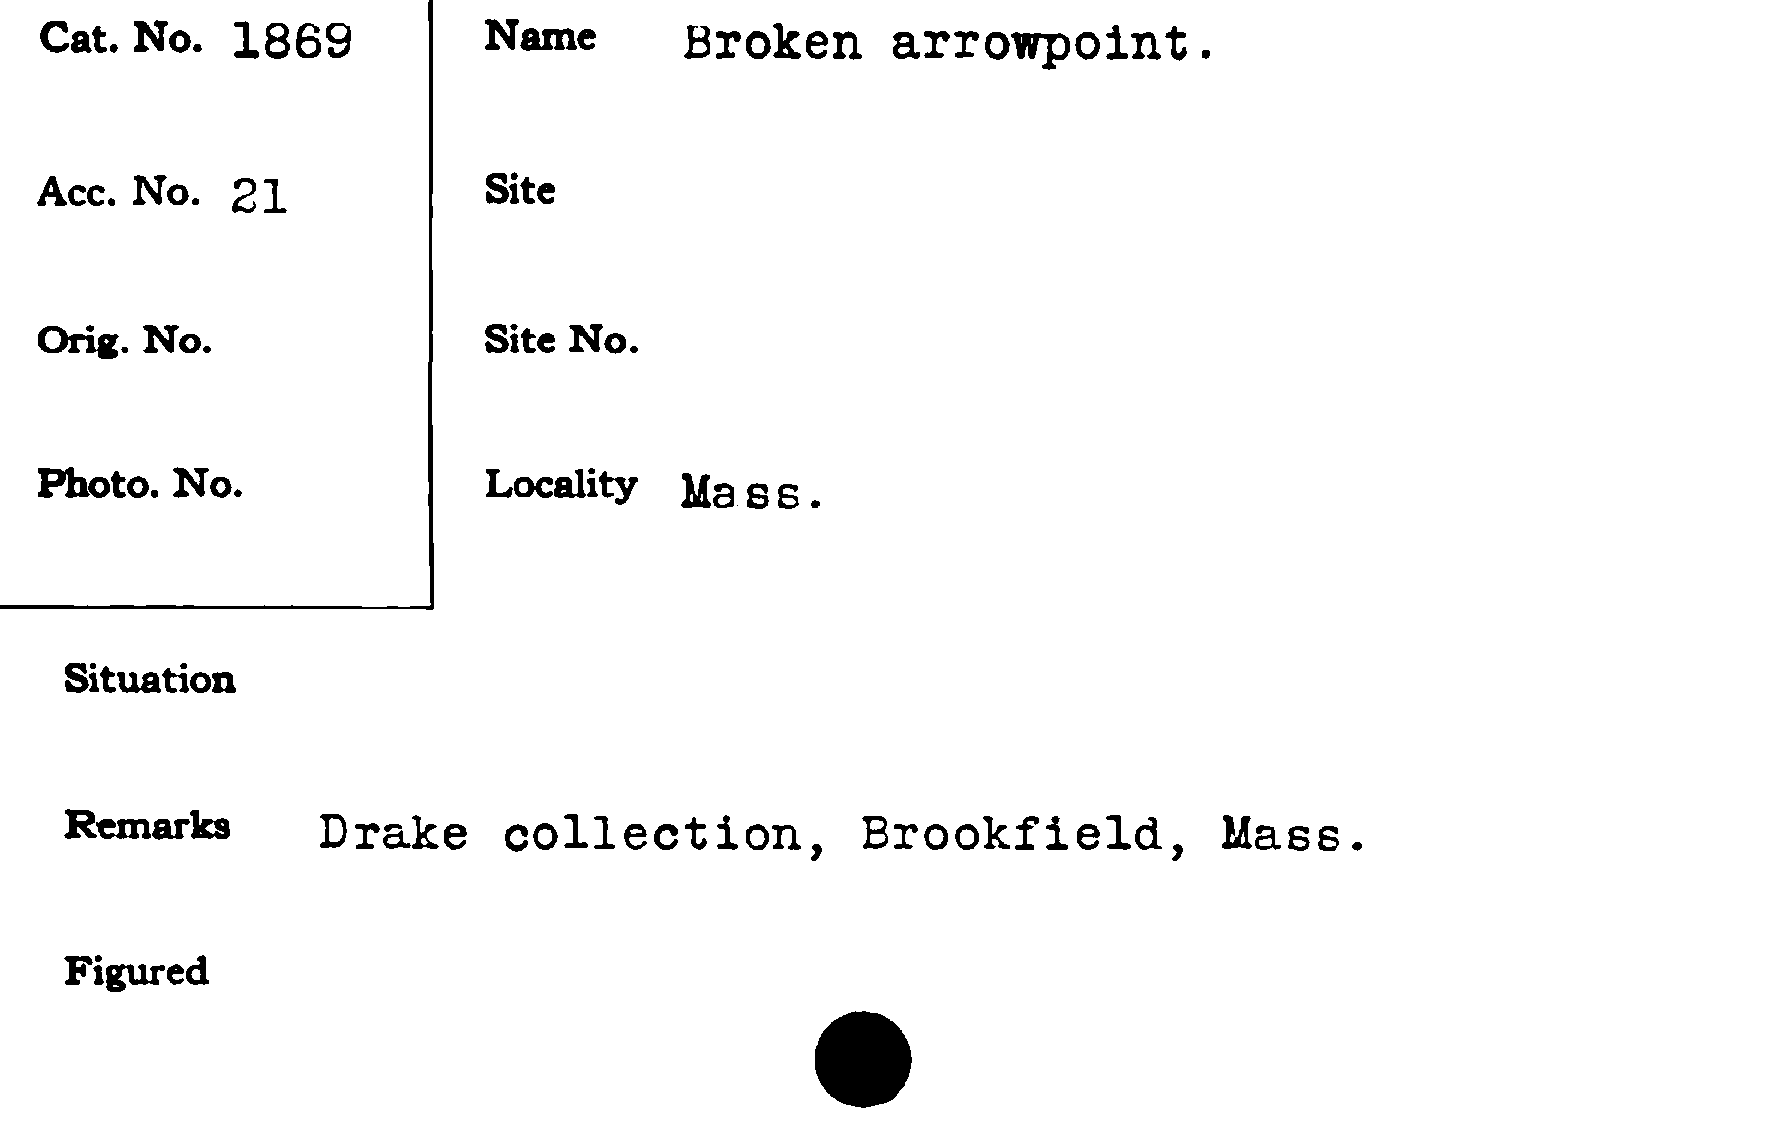 Cat. No. 1869
Name Broken arrowpoint.
Acc. No. 21
Site
Orig. No.
Site No.
Photo. No.
Locality Mass.
Situation
Remarks Drake collection, Brookfield, Mass.
Figured